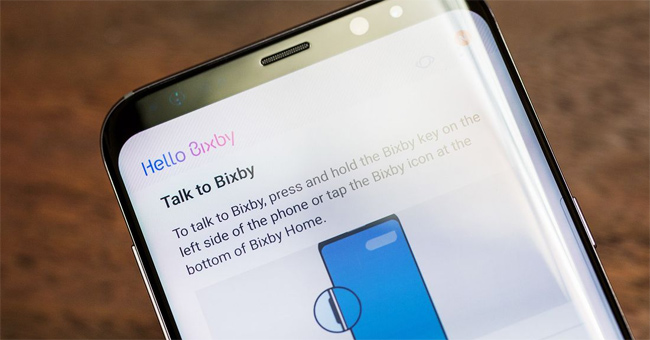 Hello Bixby
Talk to Bixby
To talk to Bixby, press and hold the Bixby key on the
left side of the phone or tap the Bixby icon at the
bottom of Bixby Home.